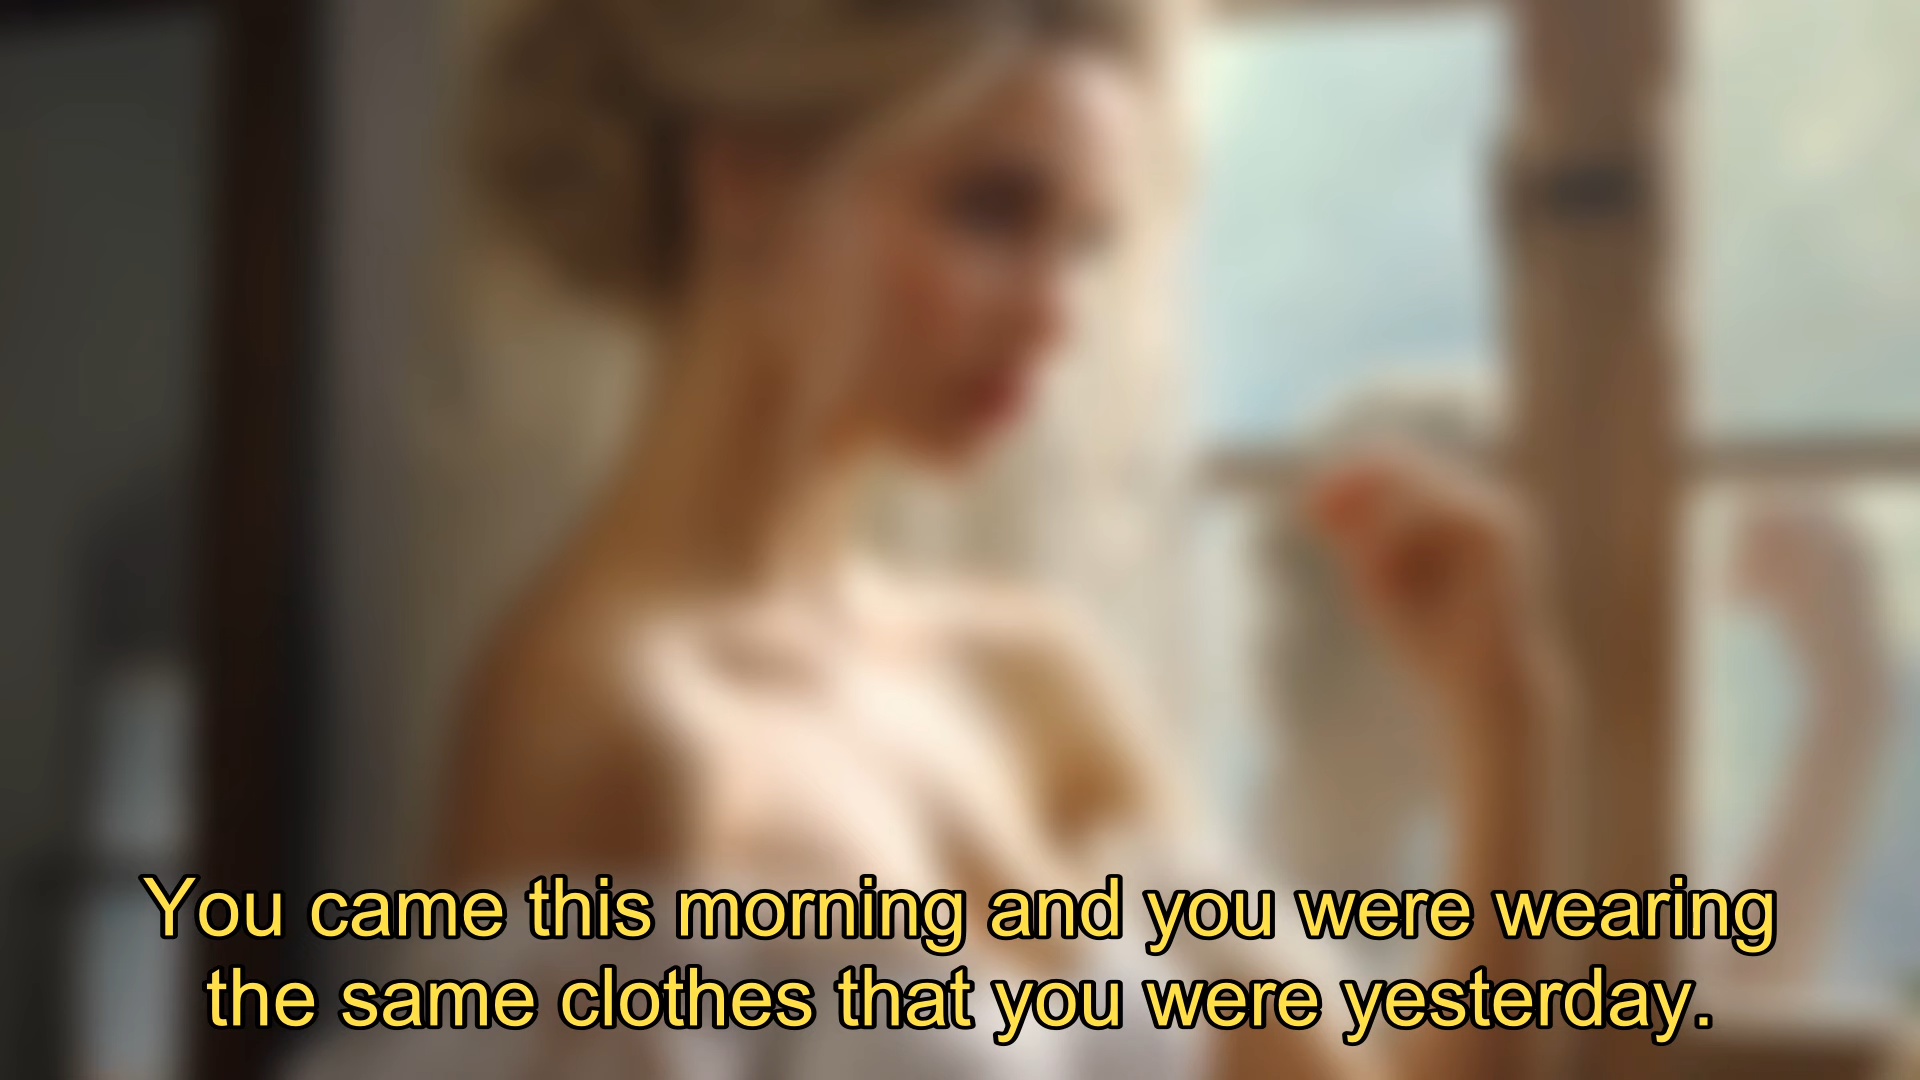 You came this morning and you were wearing
the same clothes that you were yesterday.